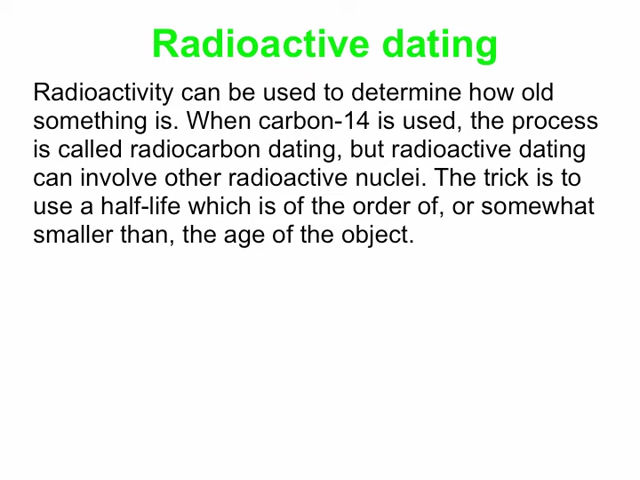 Radioactive dating
Radioactivity can be used to determine how old
something is. When carbon-14 is used, the process
is called radiocarbon dating, but radioactive dating
can involve other radioactive nuclei. The trick is to
use a half-life which is of the order of, or somewhat
smaller than, the age of the object.